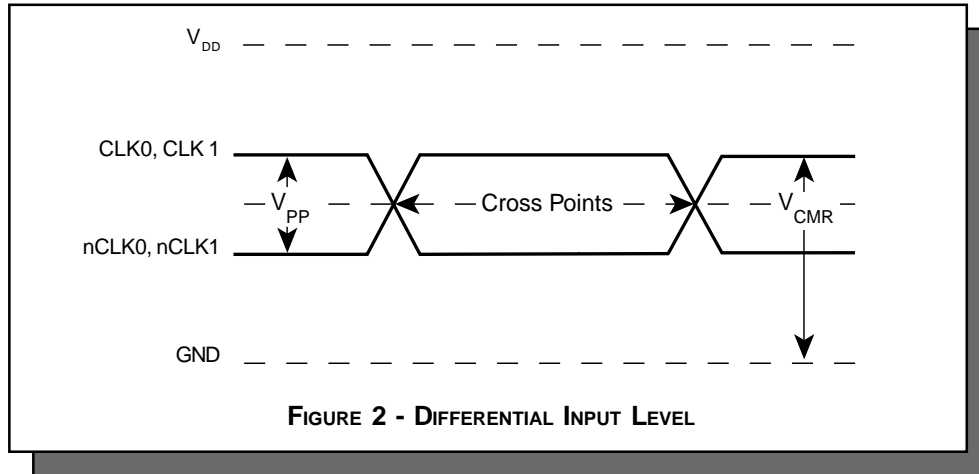 VDD
CLK0, CLK 1
VPP
Cross Points
VCMR
nCLK0, nCLK1
GND
FIGURE 2 - DIFFERENTIAL INPUT LEVEL